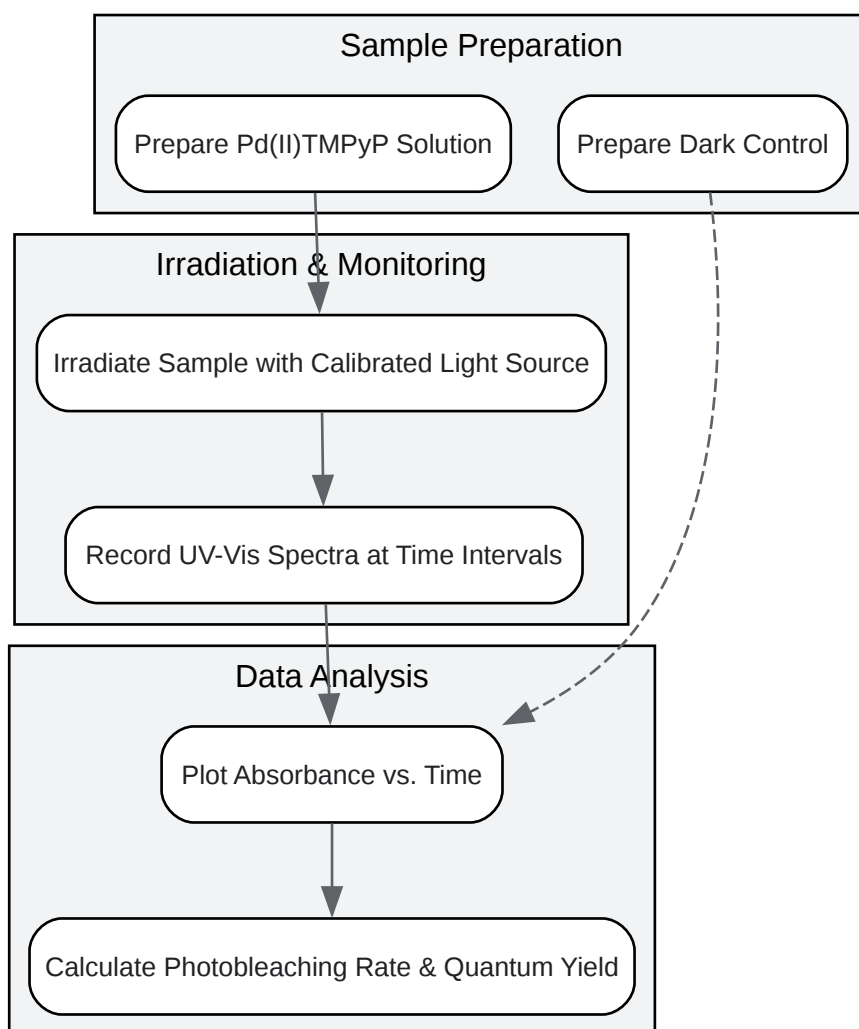 Sample Preparation
Prepare Pd(II)TMPyP Solution
Prepare Dark Control
Irradiation & Monitoring
Irradiate Sample with Calibrated Light Source
Record UV-Vis Spectra at Time Intervals
Data Analysis
Plot Absorbance vs. Time
Calculate Photobleaching Rate & Quantum Yield